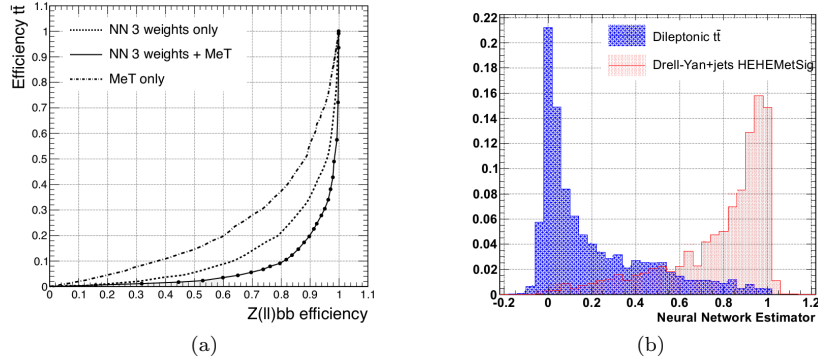 Efficiency tt̄
1.1
1
0.9
0.8
0.7
0.6
0.5
0.4
0.3
0.2
0.1
0
NN 3 weights only
NN 3 weights + MeT
MeT only
0 0.1 0.2 0.3 0.4 0.5 0.6 0.7 0.8 0.9 1 1.1
Z(ll)bb efficiency
(a)
0.22
0.2
0.18
0.16
0.14
0.12
0.1
0.08
0.06
0.04
0.02
0
Dileptonic tt̄
Drell-Yan+jets HEHEMetSig
-0.2 0 0.2 0.4 0.6 0.8 1 1.2
Neural Network Estimator
(b)